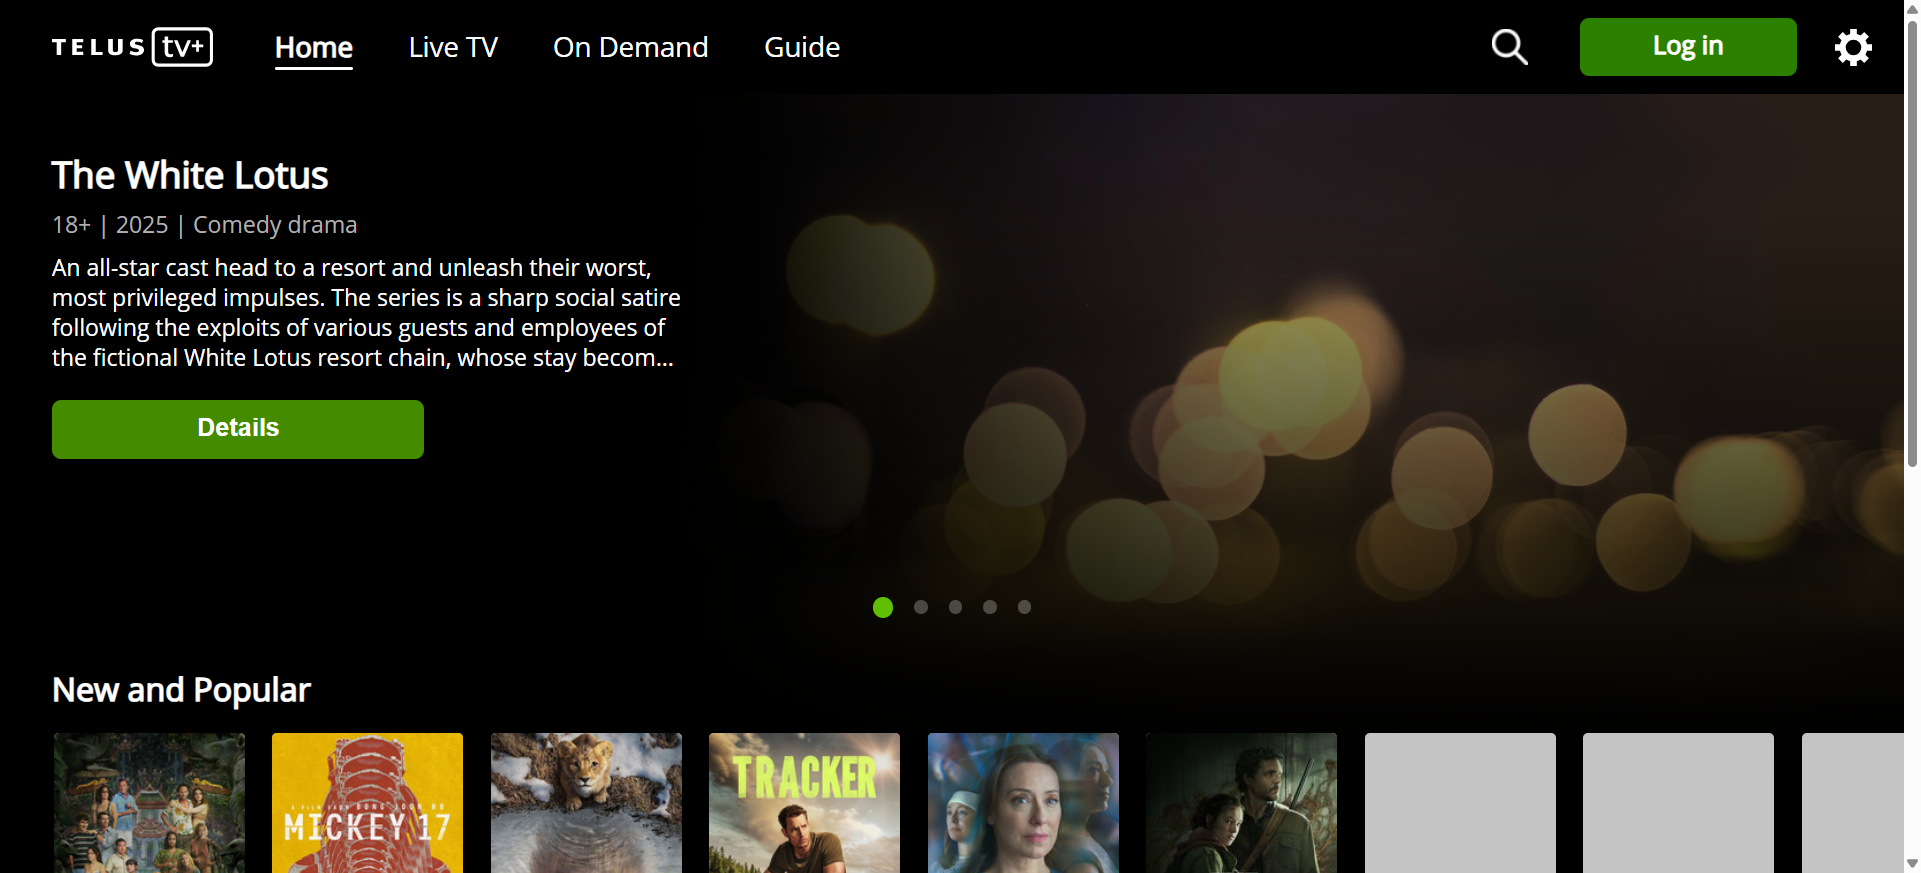 TELUS tv+
Home
Live TV
On Demand
Guide
Log in
The White Lotus
18+ | 2025 | Comedy drama
An all-star cast head to a resort and unleash their worst,
most privileged impulses. The series is a sharp social satire
following the exploits of various guests and employees of
the fictional White Lotus resort chain, whose stay becom...
Details
New and Popular
A FILM FROM BONG JOON HO
MICKEY 17
TRACKER